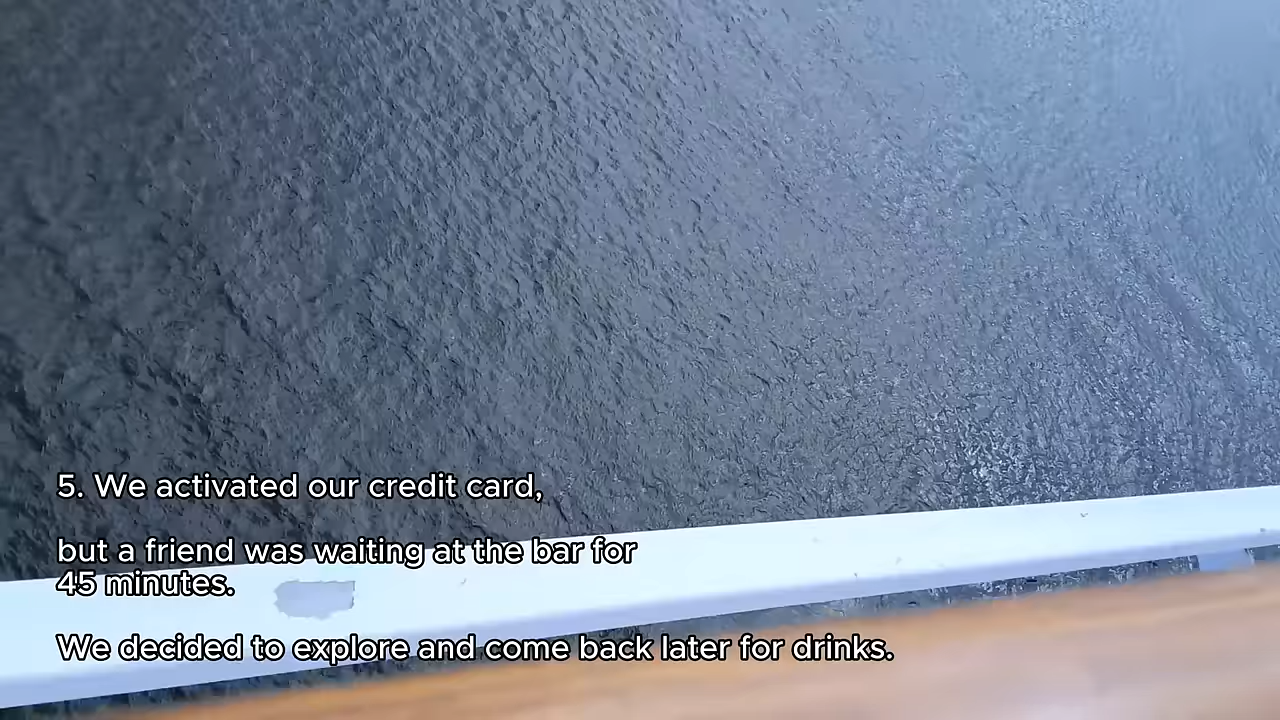 5. We activated our credit card,
but a friend was waiting at the bar for
45 minutes.
We decided to explore and come back later for drinks.